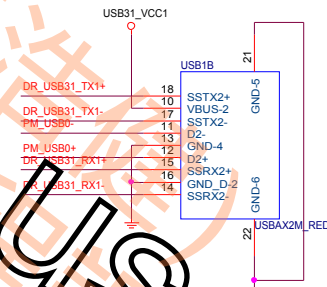 USB31_VCC1
USB1B
21
DR_USB31_TX1+
18
SSTX2+
10
VBUS-2
GND-5
DR_USB31_TX1-
17
SSTX2-
PM_USB0-
11
D2-
13
GND-4
PM_USB0+
12
D2+
DR_USB31_RX1+
15
SSRX2+
16
GND_D-2
DR_USB31_RX1-
14
SSRX2-
GND-6
22
USBAX2M_RED